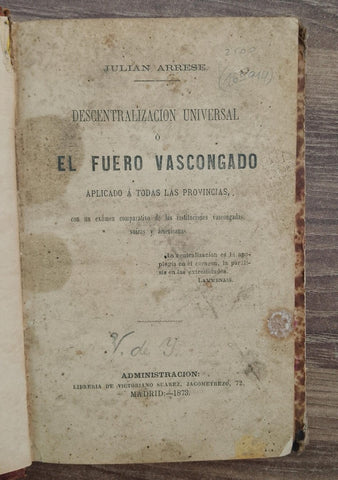 JULIÁN ARRESE.
DESCENTRALIZACION UNIVERSAL
Ó
EL FUERO VASCONGADO
APLICADO Á TODAS LAS PROVINCIAS,
con un exámen comparativo de las instituciones vascongadas,
suizas y americanas.
La centralizacion es la apo-
plegía en el corazon, la paráli-
sis en las extremidades.
LAMENNAIS.
V. de Y.
ADMINISTRACION:
LIBRERÍA DE VICTORIANO SUAREZ, JACOMETREZO, 72.
MADRID:—1873.